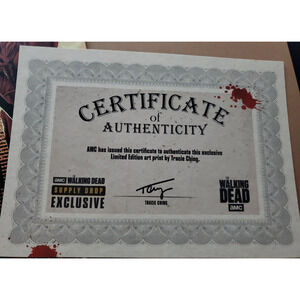 CERTIFICATE
of
AUTHENTICITY
AMC has issued this certificate to authenticate this exclusive
Limited Edition art print by Tracie Ching.
AMC THE WALKING DEAD
SUPPLY DROP
EXCLUSIVE
TRACIE CHING
THE
WALKING
DEAD
AMC